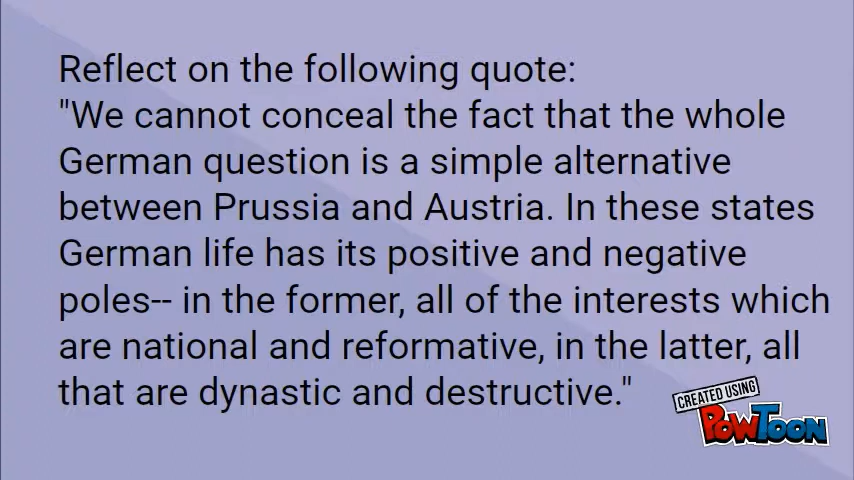 Reflect on the following quote:
"We cannot conceal the fact that the whole
German question is a simple alternative
between Prussia and Austria. In these states
German life has its positive and negative
poles-- in the former, all of the interests which
are national and reformative, in the latter, all
that are dynastic and destructive."
CREATED USING
POWTOON